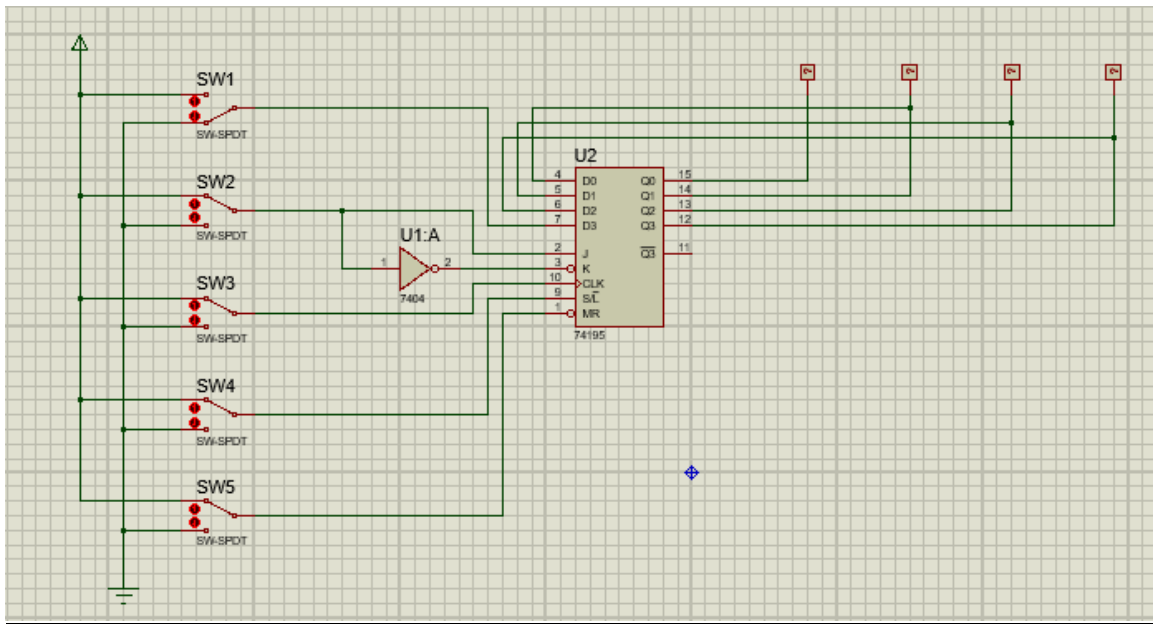 ? ? ? ?
SW1
SW-SPDT
SW2
SW-SPDT
SW3
SW-SPDT
SW4
SW-SPDT
SW5
SW-SPDT
U1:A
1 2
7404
U2
4 D0 Q0 15
5 D1 Q1 14
6 D2 Q2 13
7 D3 Q3 12
2 J Q̅3̅ 11
3 K
10 CLK
9 S/L̅
1 MR
74195